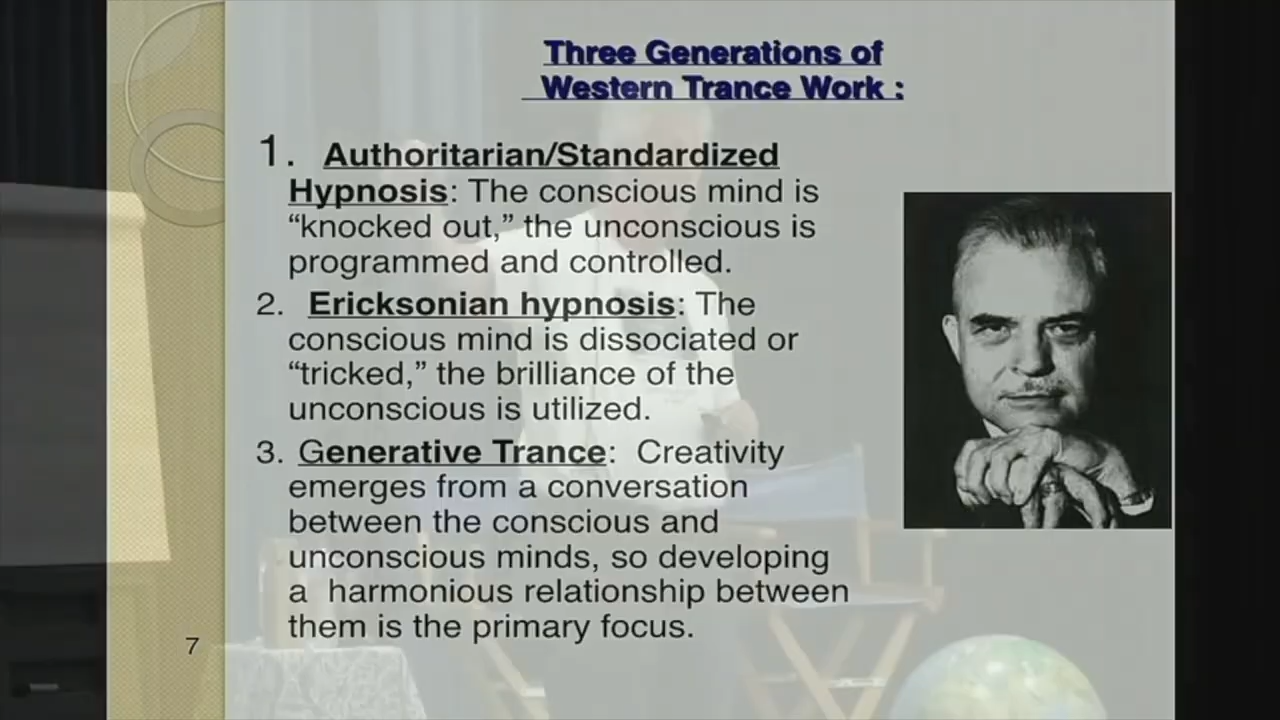 Three Generations of
Western Trance Work :
1. Authoritarian/Standardized
Hypnosis: The conscious mind is
“knocked out,” the unconscious is
programmed and controlled.
2. Ericksonian hypnosis: The
conscious mind is dissociated or
“tricked,” the brilliance of the
unconscious is utilized.
3. Generative Trance: Creativity
emerges from a conversation
between the conscious and
unconscious minds, so developing
a harmonious relationship between
them is the primary focus.
7